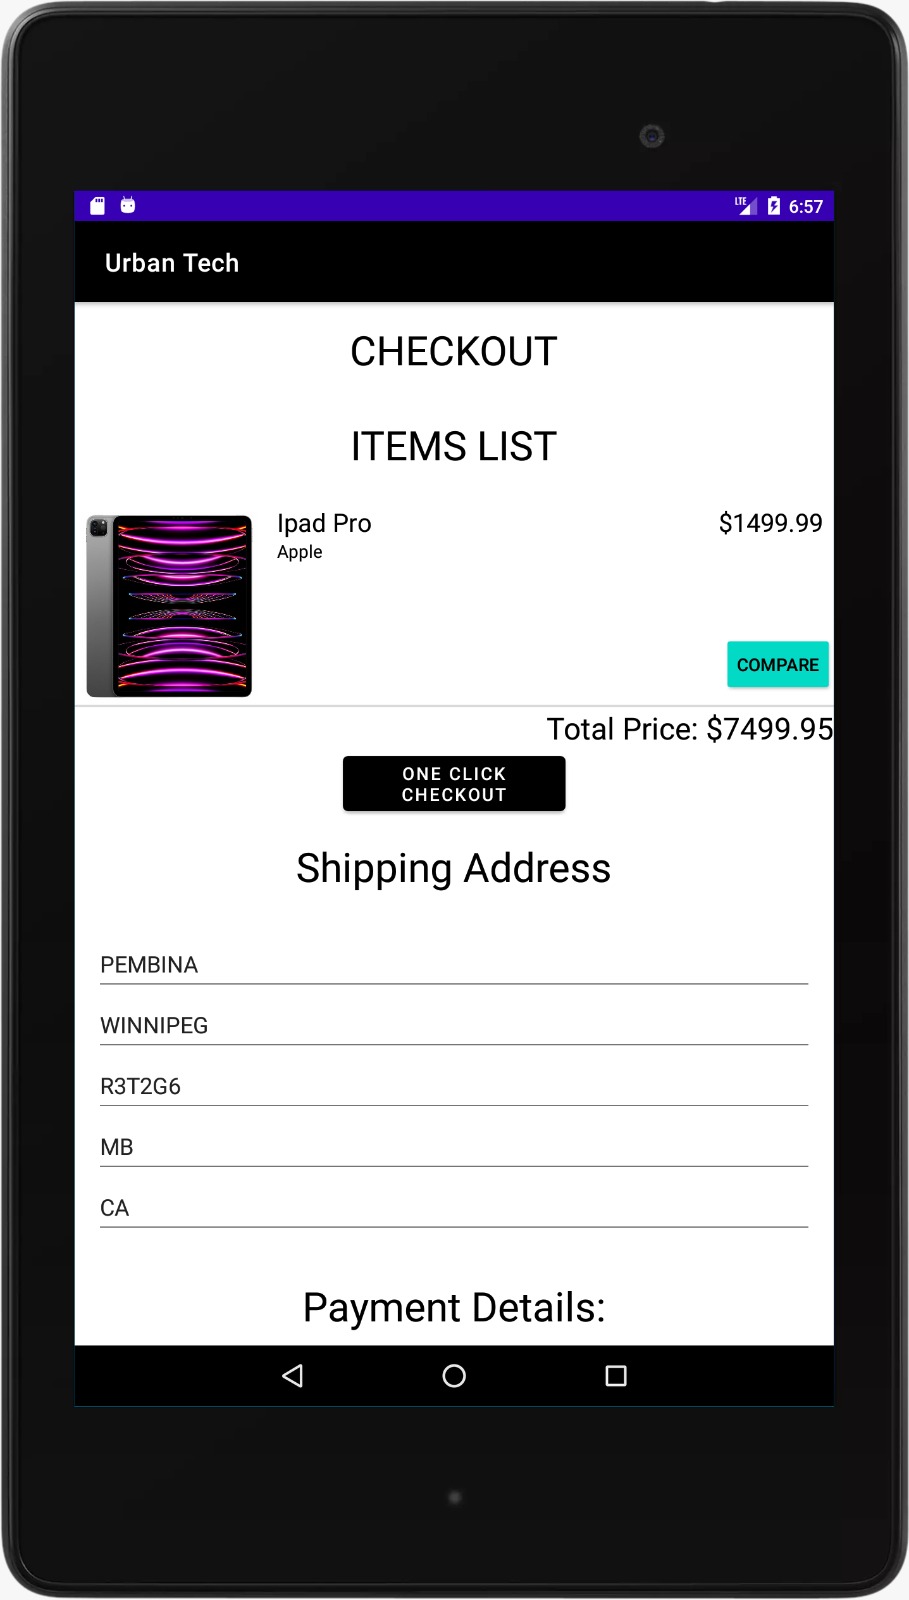 LTE 6:57
Urban Tech
CHECKOUT
ITEMS LIST
Ipad Pro $1499.99
Apple
COMPARE
Total Price: $7499.95
ONE CLICK
CHECKOUT
Shipping Address
PEMBINA
WINNIPEG
R3T2G6
MB
CA
Payment Details: